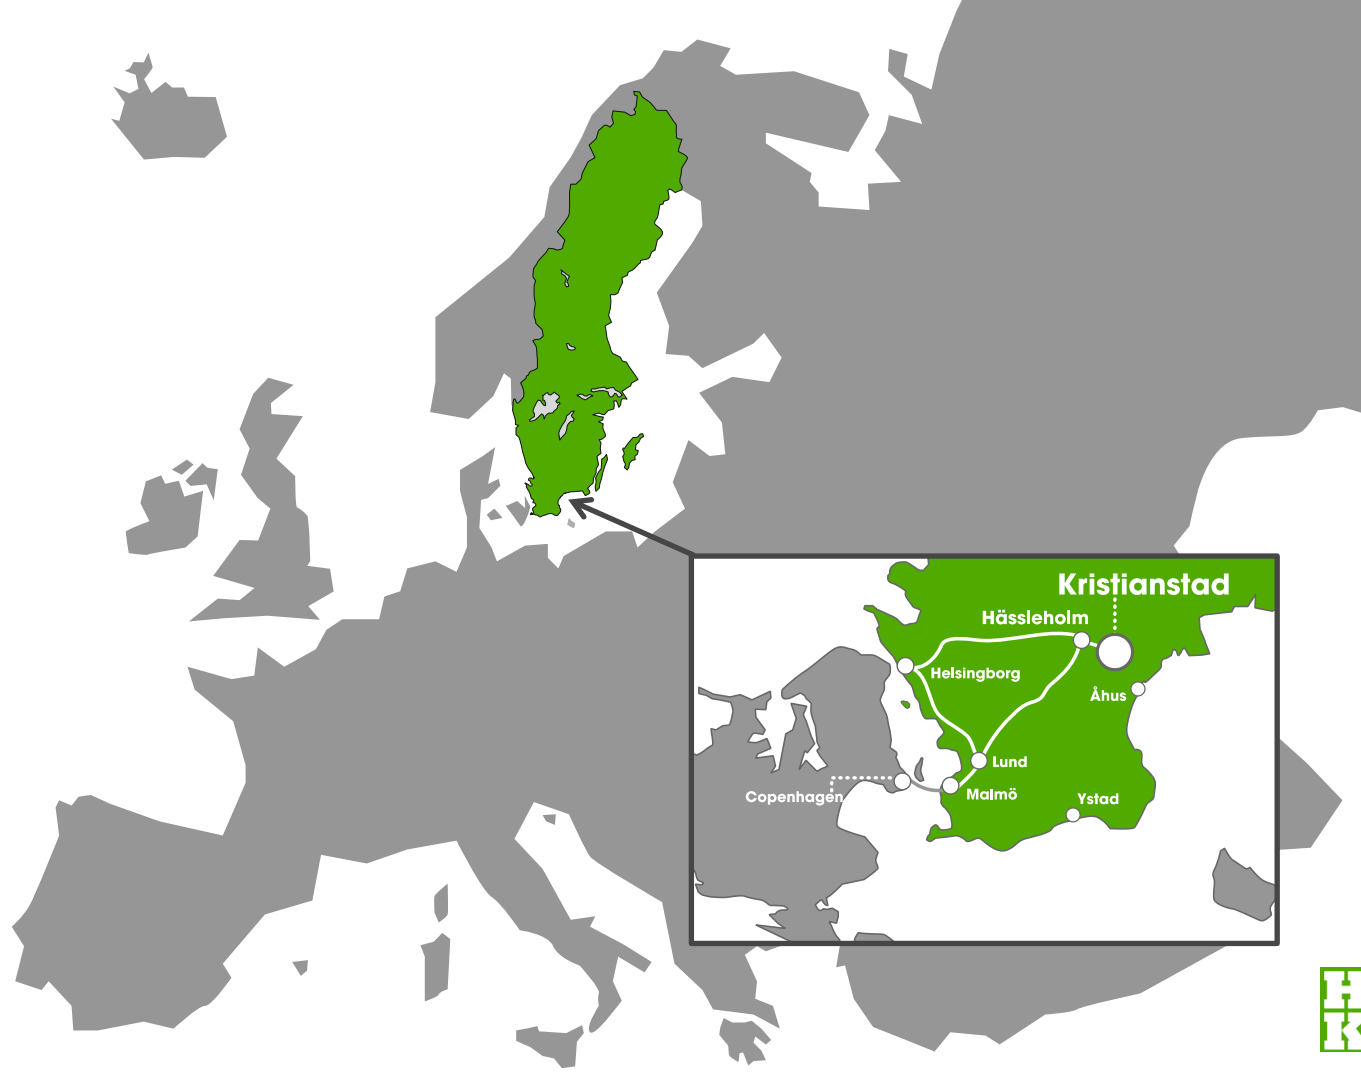 Kristianstad
Hässleholm
Helsingborg
Åhus
Lund
Copenhagen
Malmö
Ystad
H
K